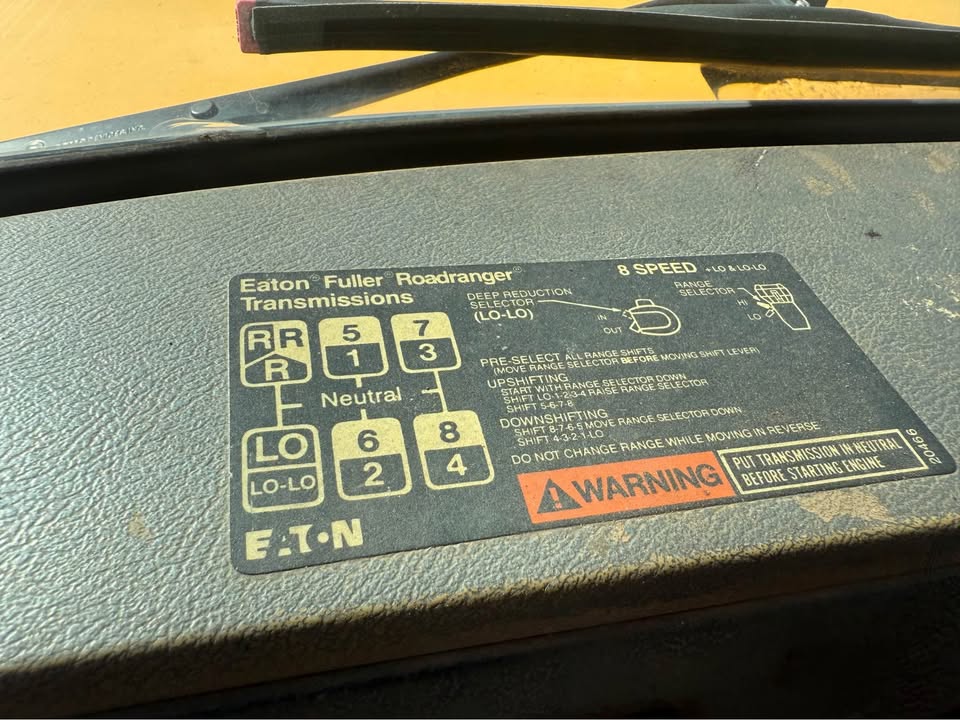 Eaton® Fuller® Roadranger®
Transmissions
8 SPEED + LO & LO-LO
DEEP REDUCTION
SELECTOR
(LO-LO)
IN
OUT
RANGE
SELECTOR
HI
LO
R R
R
5
1
7
3
Neutral
LO
LO-LO
6
2
8
4
PRE-SELECT ALL RANGE SHIFTS
(MOVE RANGE SELECTOR BEFORE MOVING SHIFT LEVER)
UPSHIFTING
START WITH RANGE SELECTOR DOWN
SHIFT LO-1-2-3-4 RAISE RANGE SELECTOR
SHIFT 5-6-7-8
DOWNSHIFTING
SHIFT 8-7-6-5 MOVE RANGE SELECTOR DOWN
SHIFT 4-3-2-1-LO
DO NOT CHANGE RANGE WHILE MOVING IN REVERSE
WARNING
PUT TRANSMISSION IN NEUTRAL
BEFORE STARTING ENGINE
20466
EATON